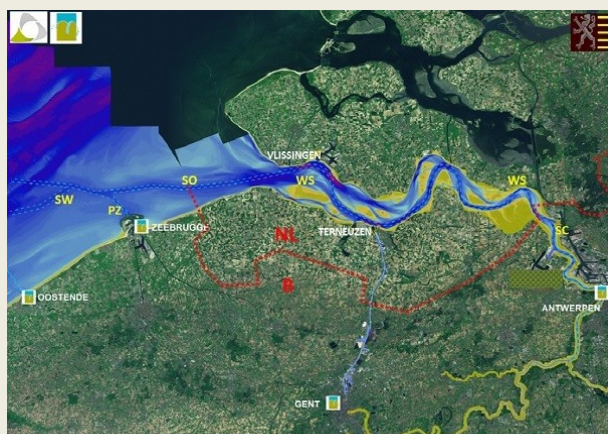 VLISSINGEN
SO
WS
WS
SW
PZ
ZEEBRUGGE
TERNEUZEN
NL
SC
B
OOSTENDE
ANTWERPEN
GENT